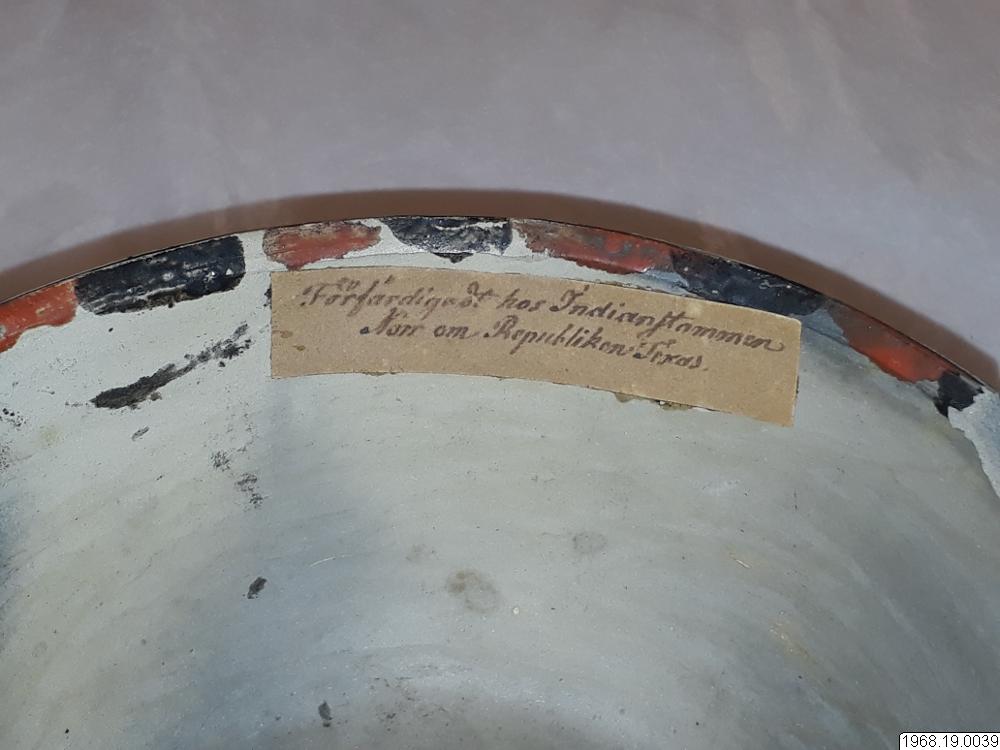 Förfärdigadt hos Indianstammen
Norr om Republiken Texas.
1968.19.0039